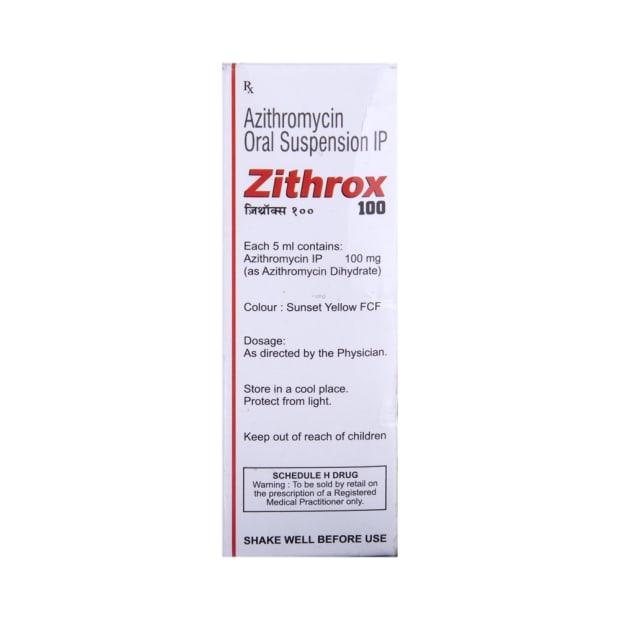 Rx
Azithromycin
Oral Suspension IP
Zithrox
ज़िथ्रॉक्स १०० 100
Each 5 ml contains:
Azithromycin IP 100 mg
(as Azithromycin Dihydrate)
Colour : Sunset Yellow FCF
Dosage:
As directed by the Physician.
Store in a cool place.
Protect from light.
Keep out of reach of children
SCHEDULE H DRUG
Warning : To be sold by retail on
the prescription of a Registered
Medical Practitioner only.
SHAKE WELL BEFORE USE